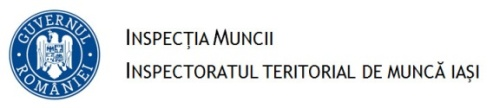 GUVERNUL
ROMÂNIEI
INSPECȚIA MUNCII
INSPECTORATUL TERITORIAL DE MUNCĂ IAȘI